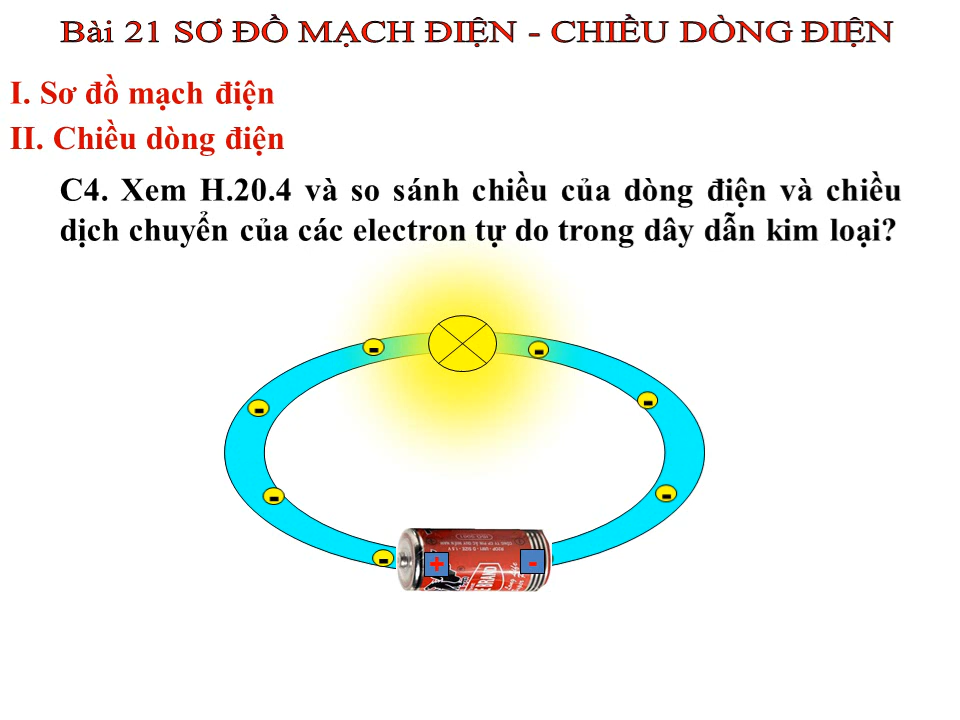 Bài 21 SƠ ĐỒ MẠCH ĐIỆN - CHIỀU DÒNG ĐIỆN
I. Sơ đồ mạch điện
II. Chiều dòng điện
C4. Xem H.20.4 và so sánh chiều của dòng điện và chiều
dịch chuyển của các electron tự do trong dây dẫn kim loại?
- -
- -
- -
-
+ -
BRAND